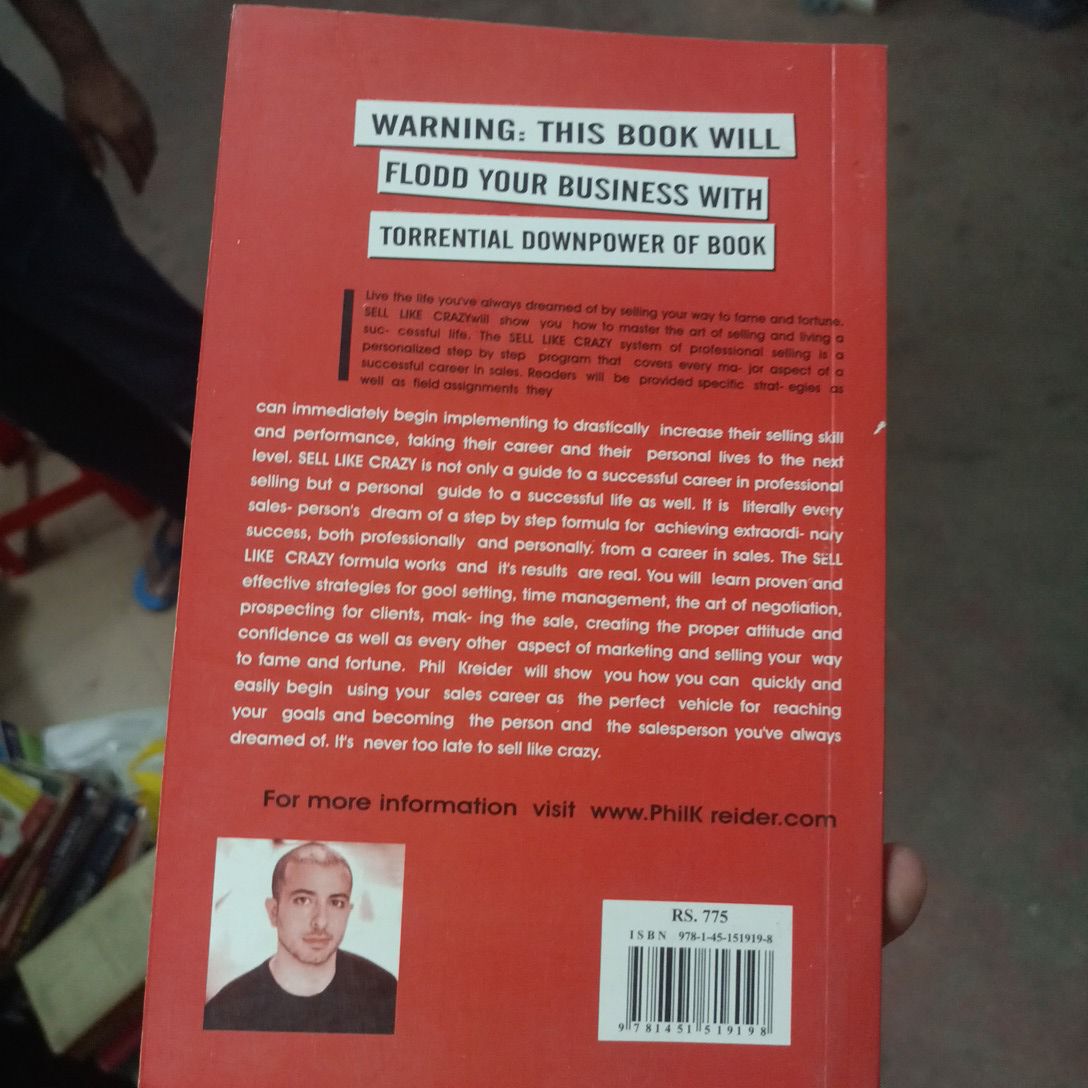 WARNING: THIS BOOK WILL
FLODD YOUR BUSINESS WITH
TORRENTIAL DOWNPOWER OF BOOK
Live the life you've always dreamed of by selling your way to fame and fortune.
SELL LIKE CRAZYwill show you how to master the art of selling and living a
suc- cessful life. The SELL LIKE CRAZY system of professional selling is a
personalized step by step program that covers every ma- jor aspect of a
successful career in sales. Readers will be provided specific strat- egies as
well as field assignments they
can immediately begin implementing to drastically increase their selling skill
and performance, taking their career and their personal lives to the next
level. SELL LIKE CRAZY is not only a guide to a successful career in professional
selling but a personal guide to a successful life as well. It is literally every
sales- person's dream of a step by step formula for achieving extraordi- nary
success, both professionally and personally. from a career in sales. The SELL
LIKE CRAZY formula works and it's results are real. You will learn proven and
effective strategies for gool setting, time management, the art of negotiation,
prospecting for clients, mak- ing the sale, creating the proper attitude and
confidence as well as every other aspect of marketing and selling your way
to fame and fortune. Phil Kreider will show you how you can quickly and
easily begin using your sales career as the perfect vehicle for reaching
your goals and becoming the person and the salesperson you've always
dreamed of. It's never too late to sell like crazy.
For more information visit www.PhilK reider.com
RS. 775
ISBN 978-1-45-151919-8
9 781451 519198